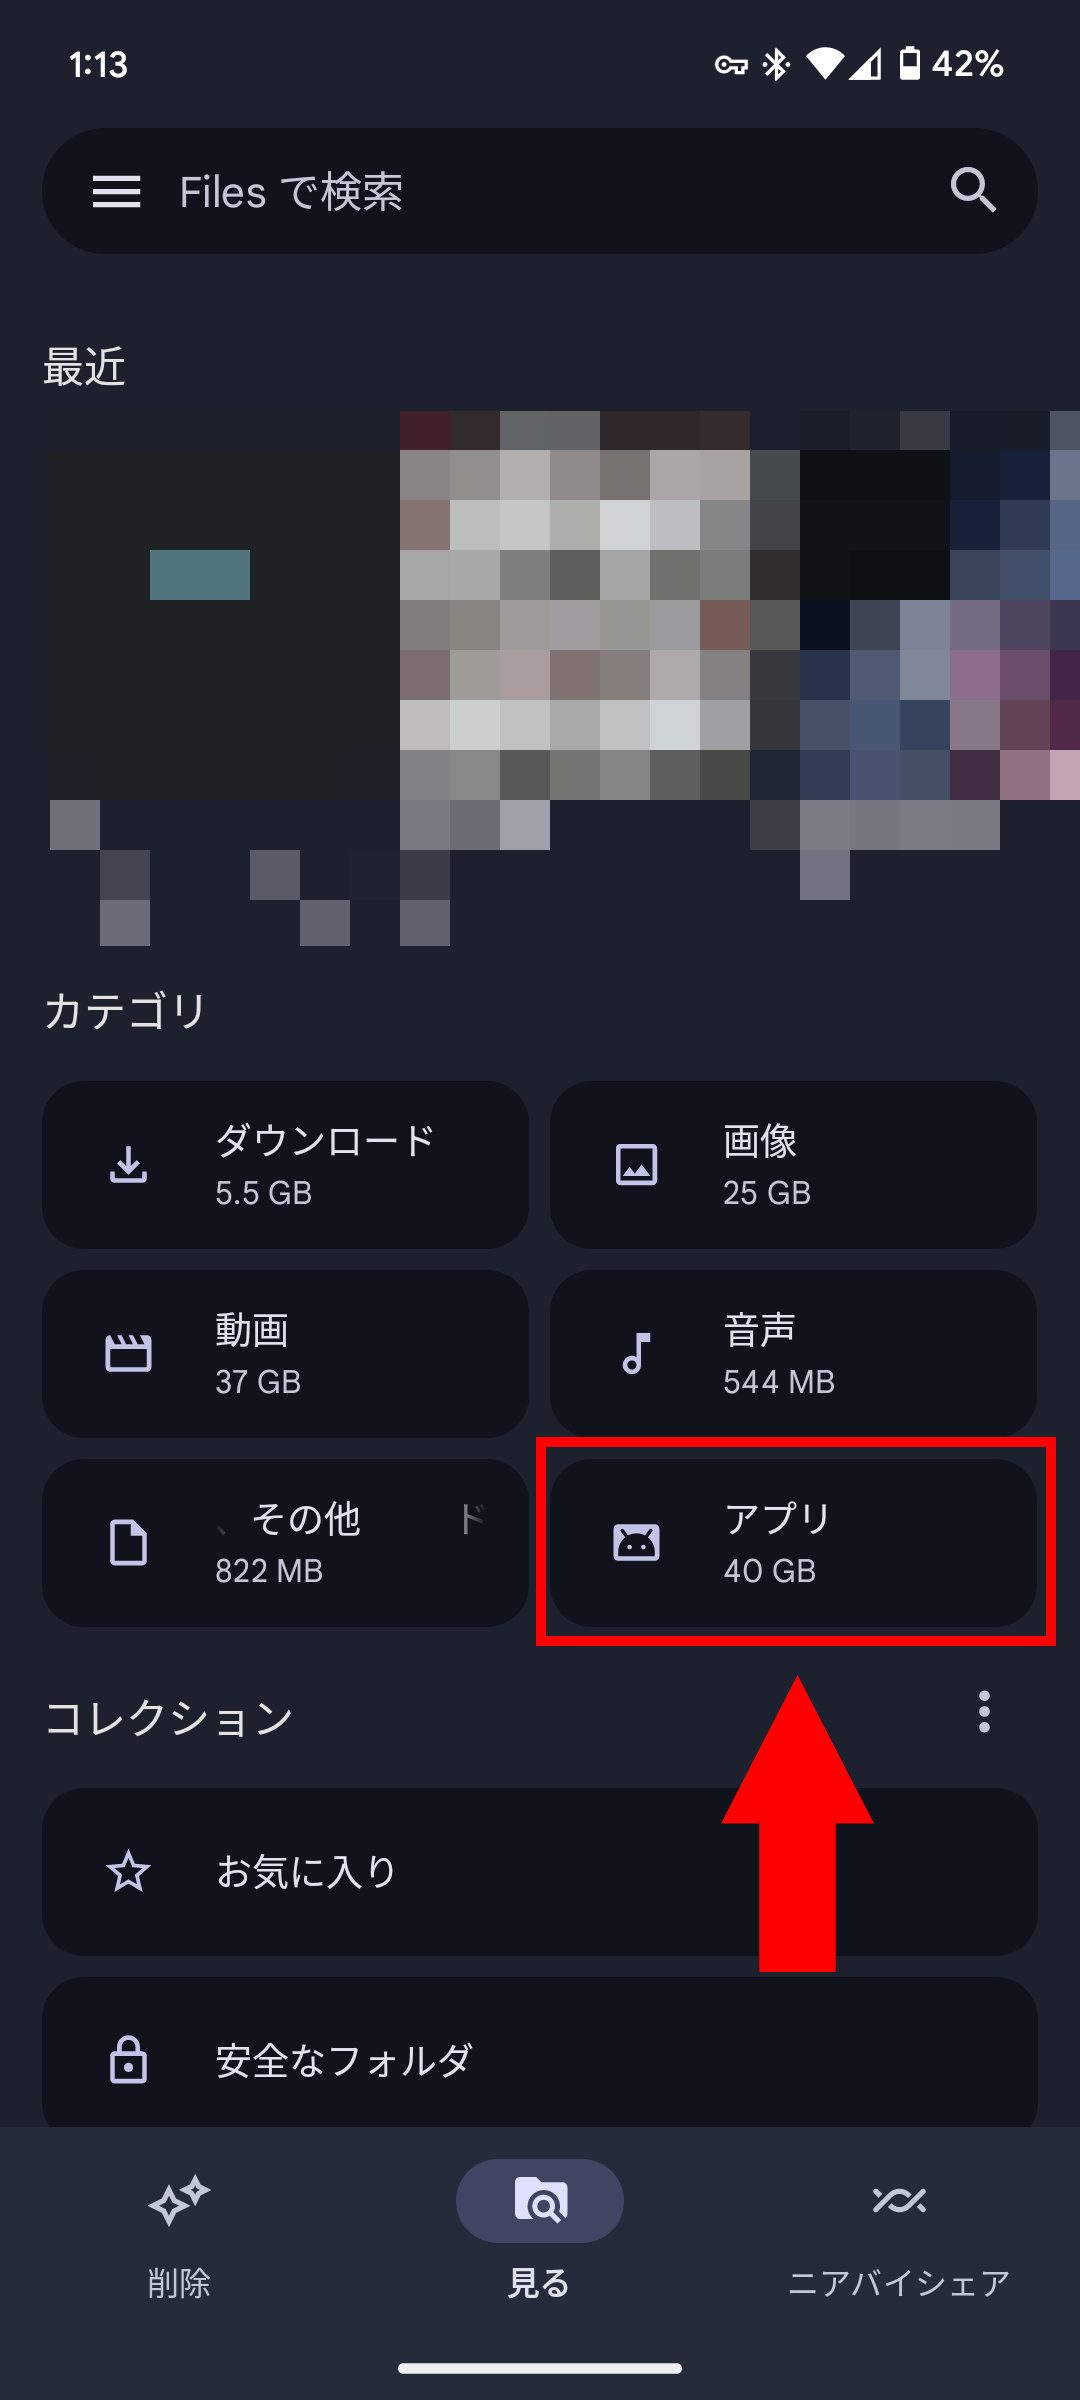 1:13
42%
Files で検索
最近
カテゴリ
ダウンロード
5.5 GB
画像
25 GB
動画
37 GB
音声
544 MB
、その他 ド
822 MB
アプリ
40 GB
コレクション
お気に入り
安全なフォルダ
削除
見る
ニアバイシェア